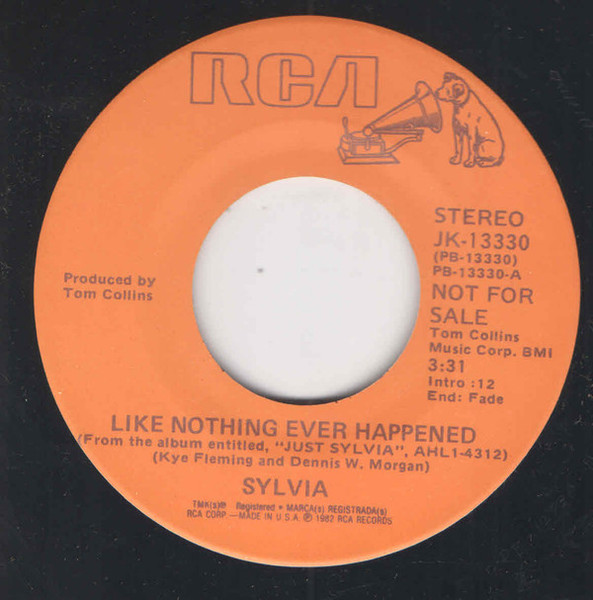 RCA
STEREO
JK-13330
(PB-13330)
PB-13330-A
NOT FOR
SALE
Tom Collins
Music Corp. BMI
3:31
Intro :12
End: Fade
Produced by
Tom Collins
LIKE NOTHING EVER HAPPENED
(From the album entitled, "JUST SYLVIA", AHL1-4312)
(Kye Fleming and Dennis W. Morgan)
SYLVIA
TMK(s)® Registered • MARCA(s) REGISTRADA(s)
RCA CORP.—MADE IN U.S.A. ℗ 1982 RCA RECORDS